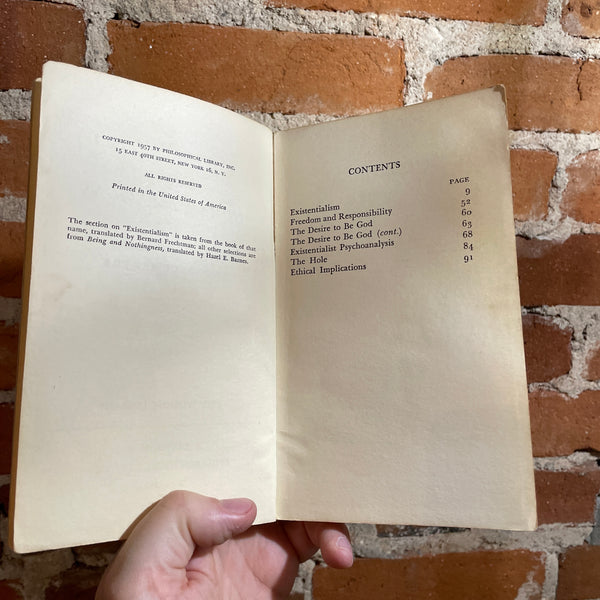 COPYRIGHT 1957 BY PHILOSOPHICAL LIBRARY, INC.
15 EAST 40TH STREET, NEW YORK 16, N. Y.
ALL RIGHTS RESERVED
Printed in the United States of America
The section on "Existentialism" is taken from the book of that
name, translated by Bernard Frechtman; all other selections are
from Being and Nothingness, translated by Hazel E. Barnes.
CONTENTS
PAGE
Existentialism 9
Freedom and Responsibility 52
The Desire to Be God 60
The Desire to Be God (cont.) 63
Existentialist Psychoanalysis 68
The Hole 84
Ethical Implications 91